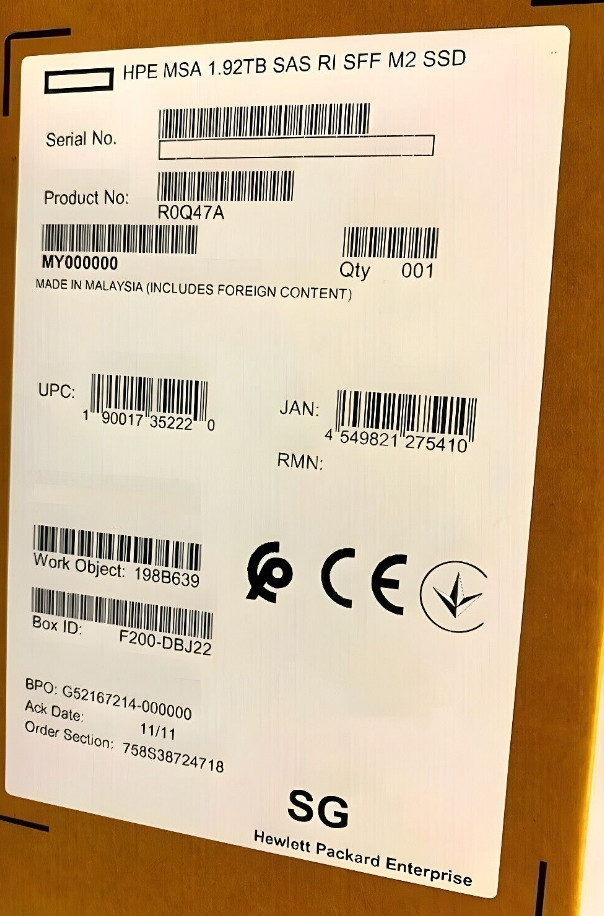 HPE MSA 1.92TB SAS RI SFF M2 SSD
Serial No.
Product No:
R0Q47A
MY000000
Qty 001
MADE IN MALAYSIA (INCLUDES FOREIGN CONTENT)
UPC:
1 90017 35222 0
JAN:
4 549821 275410
RMN:
Work Object: 198B639
Box ID: F200-DBJ22
CE
BPO: G52167214-000000
Ack Date: 11/11
Order Section: 758S38724718
SG
Hewlett Packard Enterprise